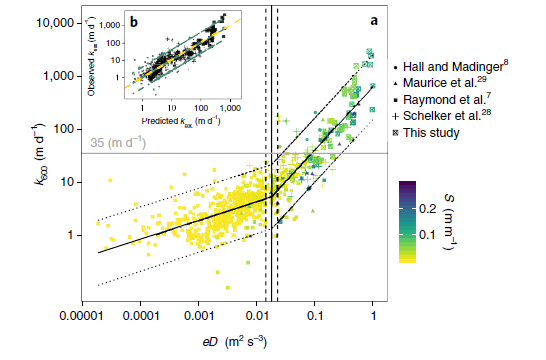 a
b
10,000
1,000
100
10
1
k600 (m d⁻¹)
35 (m d⁻¹)
1,000
100
10
1
Observed k600 (m d⁻¹)
1 10 100 1,000
Predicted k600 (m d⁻¹)
0.00001 0.0001 0.001 0.01 0.1 1
eD (m² s⁻³)
Hall and Madinger⁸
Maurice et al.²⁹
Raymond et al.⁷
Schelker et al.²⁸
This study
0.2
0.1
S (m m⁻¹)